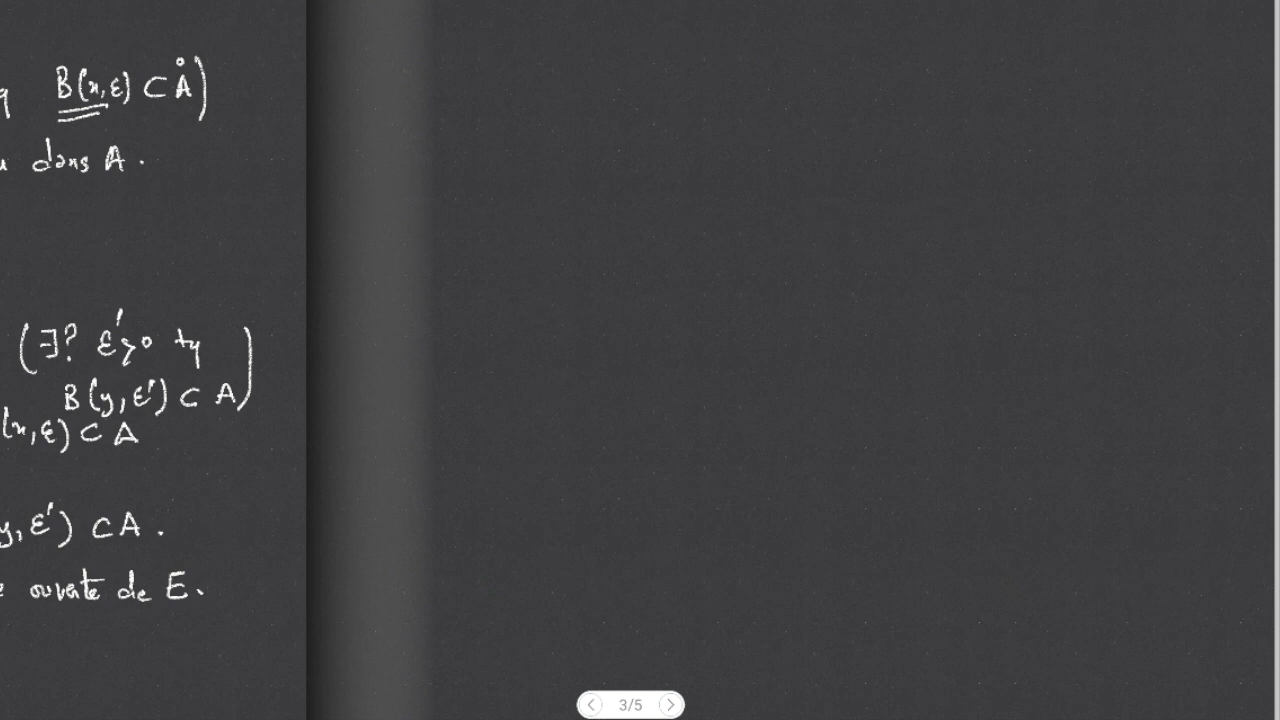 q B(x,ε) ⊂ Å)
u dans A.
(∃? ε'>0 tq
B(y,ε') ⊂ A)
(x,ε) ⊂ A
y,ε') ⊂ A.
e ouverte de E.
3/5